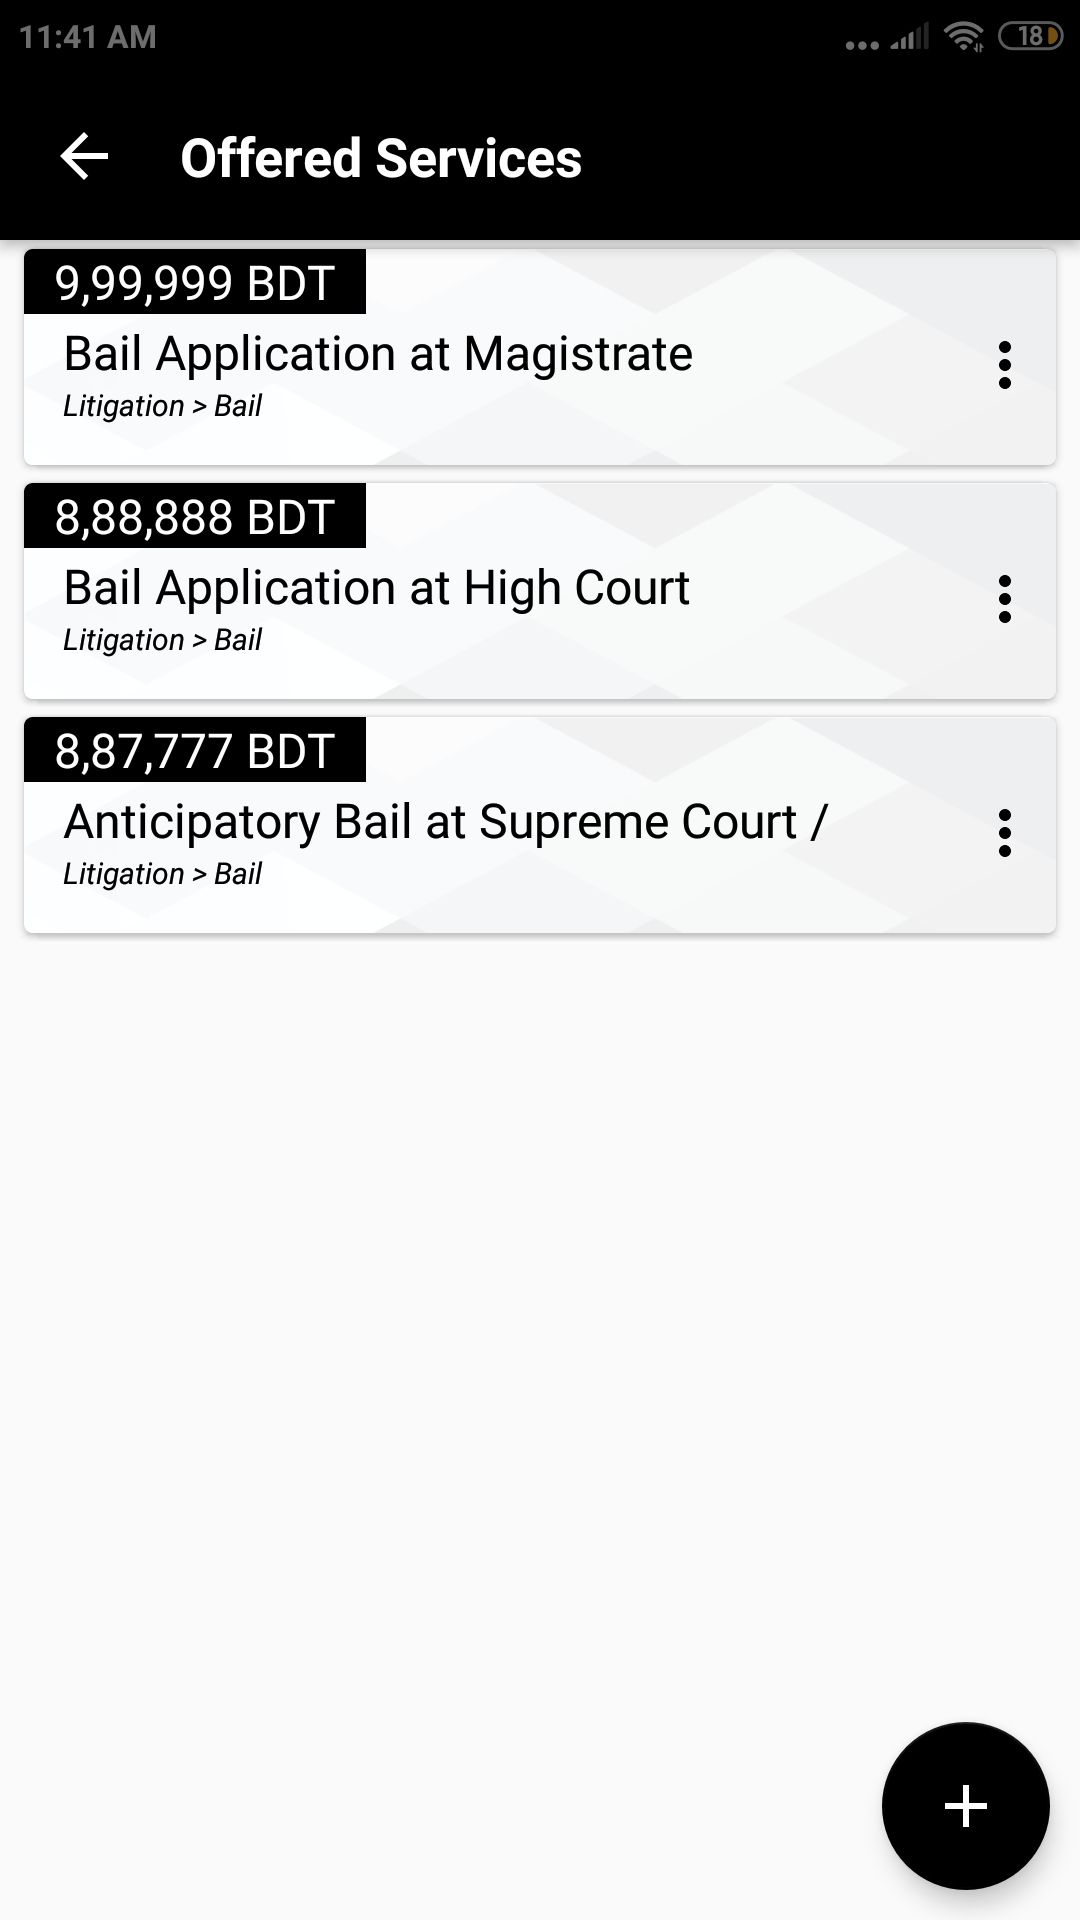 11:41 AM
18
Offered Services
9,99,999 BDT
Bail Application at Magistrate
Litigation > Bail
8,88,888 BDT
Bail Application at High Court
Litigation > Bail
8,87,777 BDT
Anticipatory Bail at Supreme Court /
Litigation > Bail